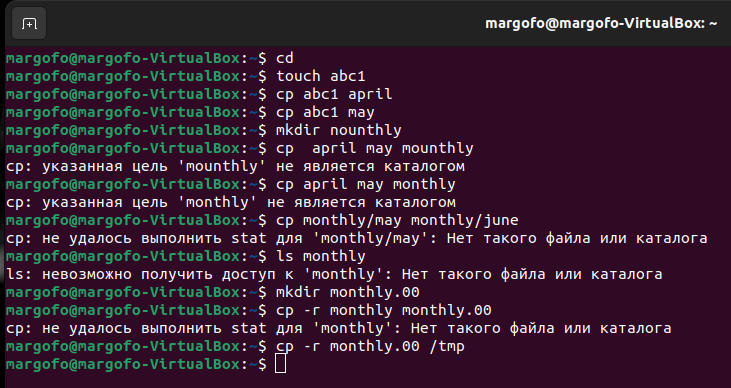 margofo@margofo-VirtualBox: ~
margofo@margofo-VirtualBox:~$ cd
margofo@margofo-VirtualBox:~$ touch abc1
margofo@margofo-VirtualBox:~$ cp abc1 april
margofo@margofo-VirtualBox:~$ cp abc1 may
margofo@margofo-VirtualBox:~$ mkdir nounthly
margofo@margofo-VirtualBox:~$ cp  april may mounthly
cp: указанная цель 'mounthly' не является каталогом
margofo@margofo-VirtualBox:~$ cp april may monthly
cp: указанная цель 'monthly' не является каталогом
margofo@margofo-VirtualBox:~$ cp monthly/may monthly/june
cp: не удалось выполнить stat для 'monthly/may': Нет такого файла или каталога
margofo@margofo-VirtualBox:~$ ls monthly
ls: невозможно получить доступ к 'monthly': Нет такого файла или каталога
margofo@margofo-VirtualBox:~$ mkdir monthly.00
margofo@margofo-VirtualBox:~$ cp -r monthly monthly.00
cp: не удалось выполнить stat для 'monthly': Нет такого файла или каталога
margofo@margofo-VirtualBox:~$ cp -r monthly.00 /tmp
margofo@margofo-VirtualBox:~$